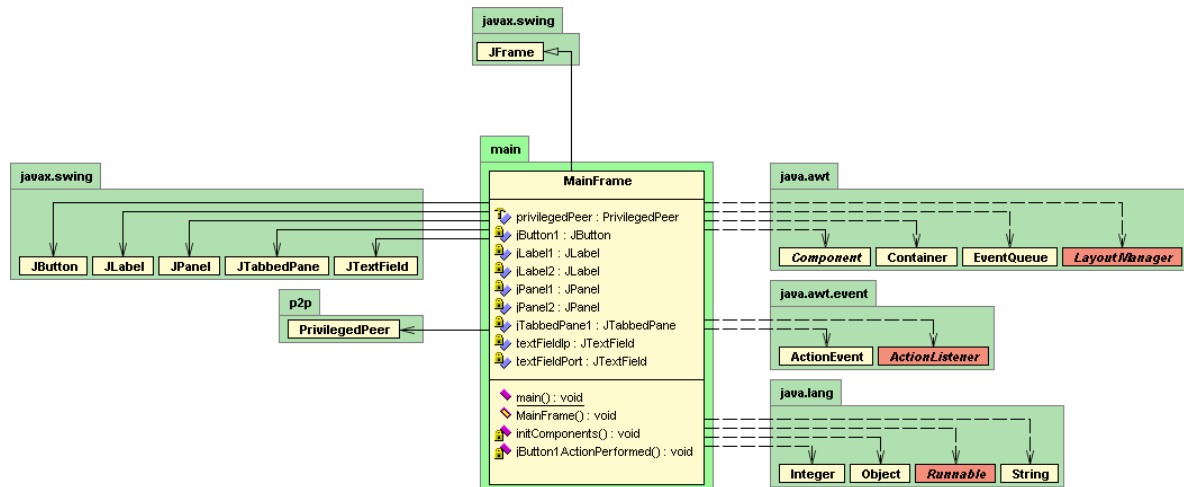 javax.swing
JFrame
main
MainFrame
privilegedPeer : PrivilegedPeer
jButton1 : JButton
jLabel1 : JLabel
jLabel2 : JLabel
jPanel1 : JPanel
jPanel2 : JPanel
jTabbedPane1 : JTabbedPane
textFieldIp : JTextField
textFieldPort : JTextField
main() : void
MainFrame() : void
initComponents() : void
jButton1ActionPerformed() : void
javax.swing
JButton
JLabel
JPanel
JTabbedPane
JTextField
p2p
PrivilegedPeer
java.awt
Component
Container
EventQueue
LayoutManager
java.awt.event
ActionEvent
ActionListener
java.lang
Integer
Object
Runnable
String